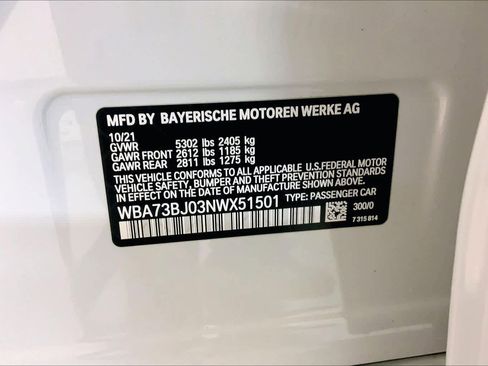 MFD BY BAYERISCHE MOTOREN WERKE AG
10/21
GVWR 5302 lbs 2405 kg
GAWR FRONT 2612 lbs 1185 kg
GAWR REAR 2811 lbs 1275 kg
THIS VEHICLE CONFORMS TO ALL APPLICABLE U.S.FEDERAL MOTOR
VEHICLE SAFETY, BUMPER, AND THEFT PREVENTION STANDARDS
IN EFFECT ON THE DATE OF MANUFACTURE SHOWN ABOVE.
WBA73BJ03NWX51501 TYPE: PASSENGER CAR
300/0
7 315 814